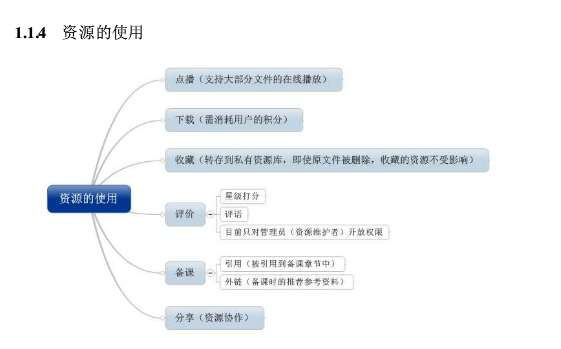 1.1.4 资源的使用
点播（支持大部分文件的在线播放）
下载（需消耗用户的积分）
收藏（转存到私有资源库，即使原文件被删除，收藏的资源不受影响）
资源的使用
评价
星级打分
评语
目前只对管理员（资源维护者）开放权限
备课
引用（被引用到备课章节中）
外链（备课时的推荐参考资料）
分享（资源协作）